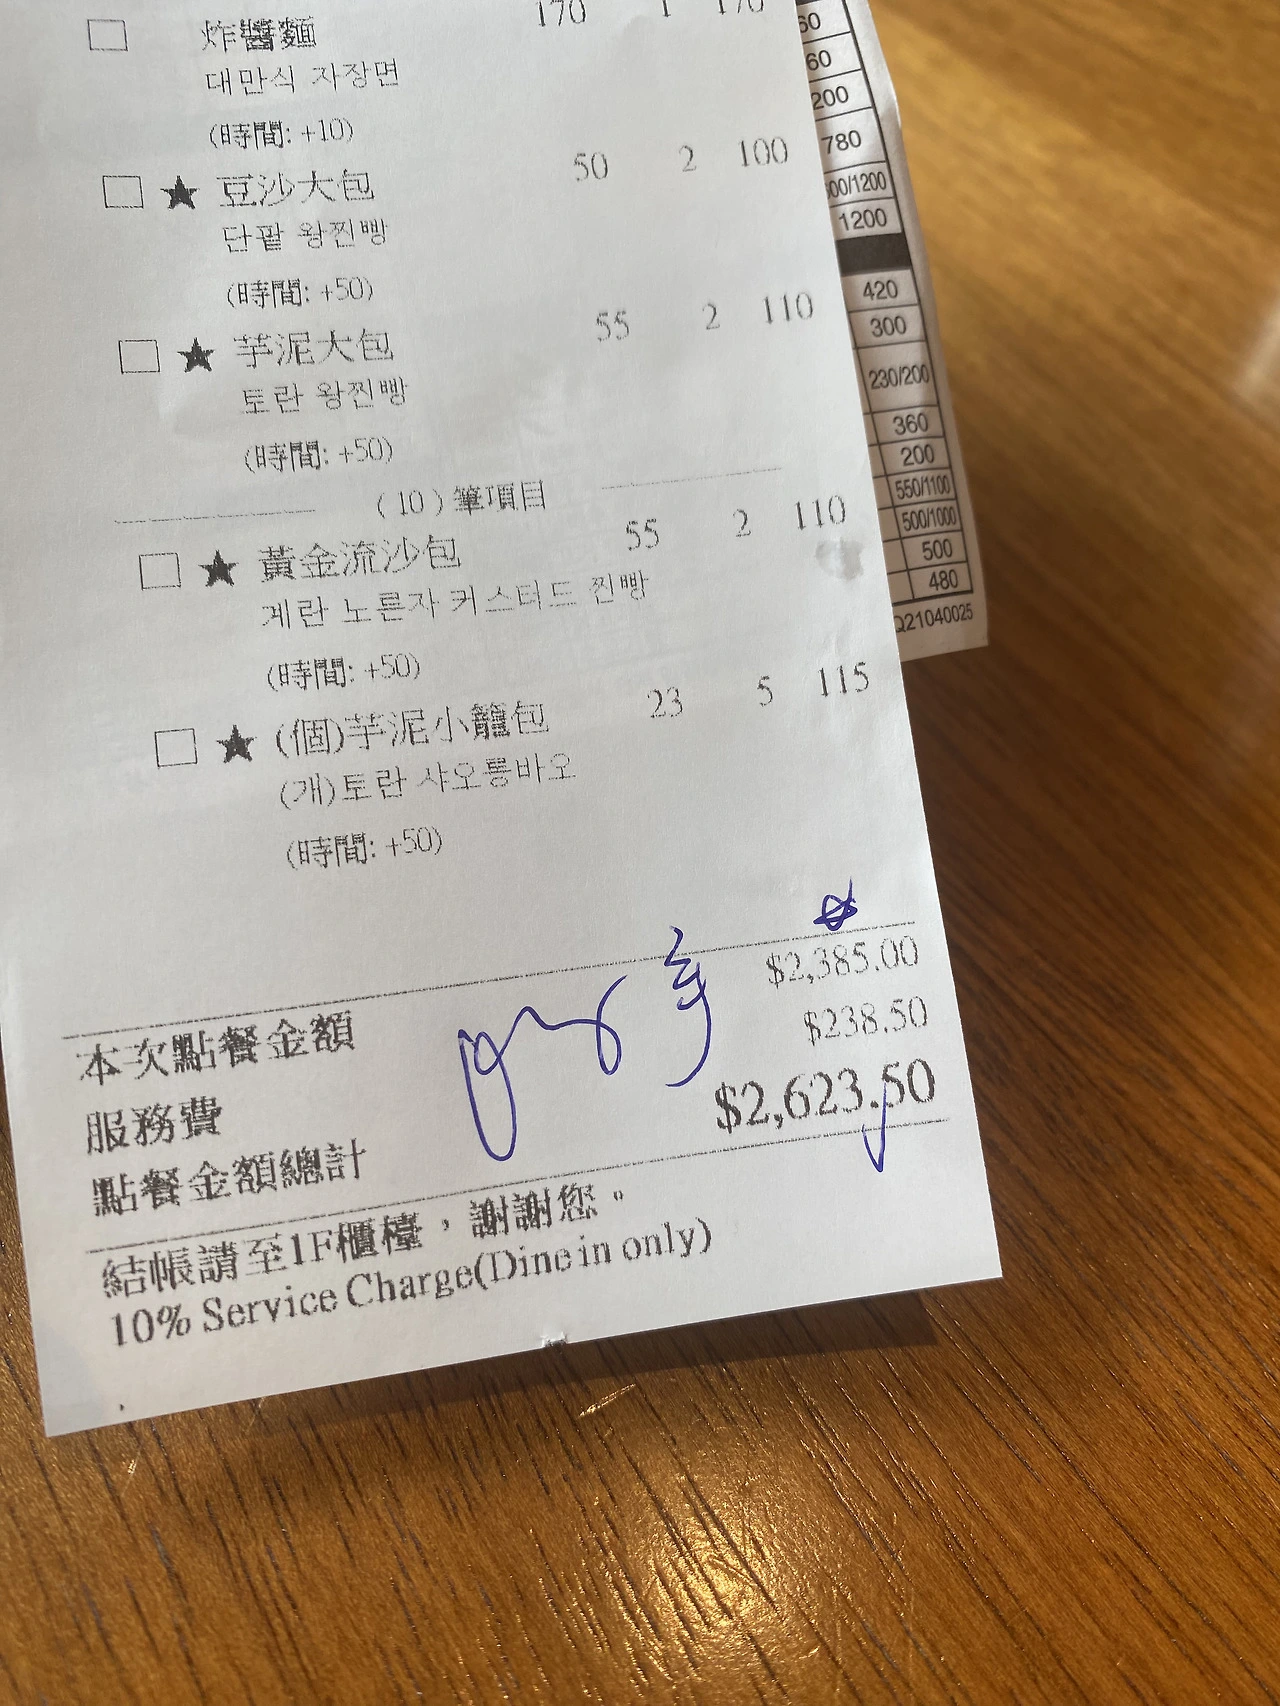 炸醬麵 170 1 170
대만식 자장면
(時間: +10)
★ 豆沙大包 50 2 100
단팥 왕찐빵
(時間: +50)
★ 芋泥大包 55 2 110
토란 왕찐빵
(時間: +50)
( 10 ) 筆項目
★ 黃金流沙包 55 2 110
계란 노른자 커스터드 찐빵
(時間: +50)
★ (個)芋泥小籠包 23 5 115
(개)토란 샤오롱바오
(時間: +50)
本次點餐金額 $2,385.00
服務費 $238.50
點餐金額總計 $2,623.50
結帳請至1F櫃檯，謝謝您。
10% Service Charge(Dine in only)
60
60
200
780
1200
420
300
230/200
360
200
550/1100
500/1000
500
480
Q21040025